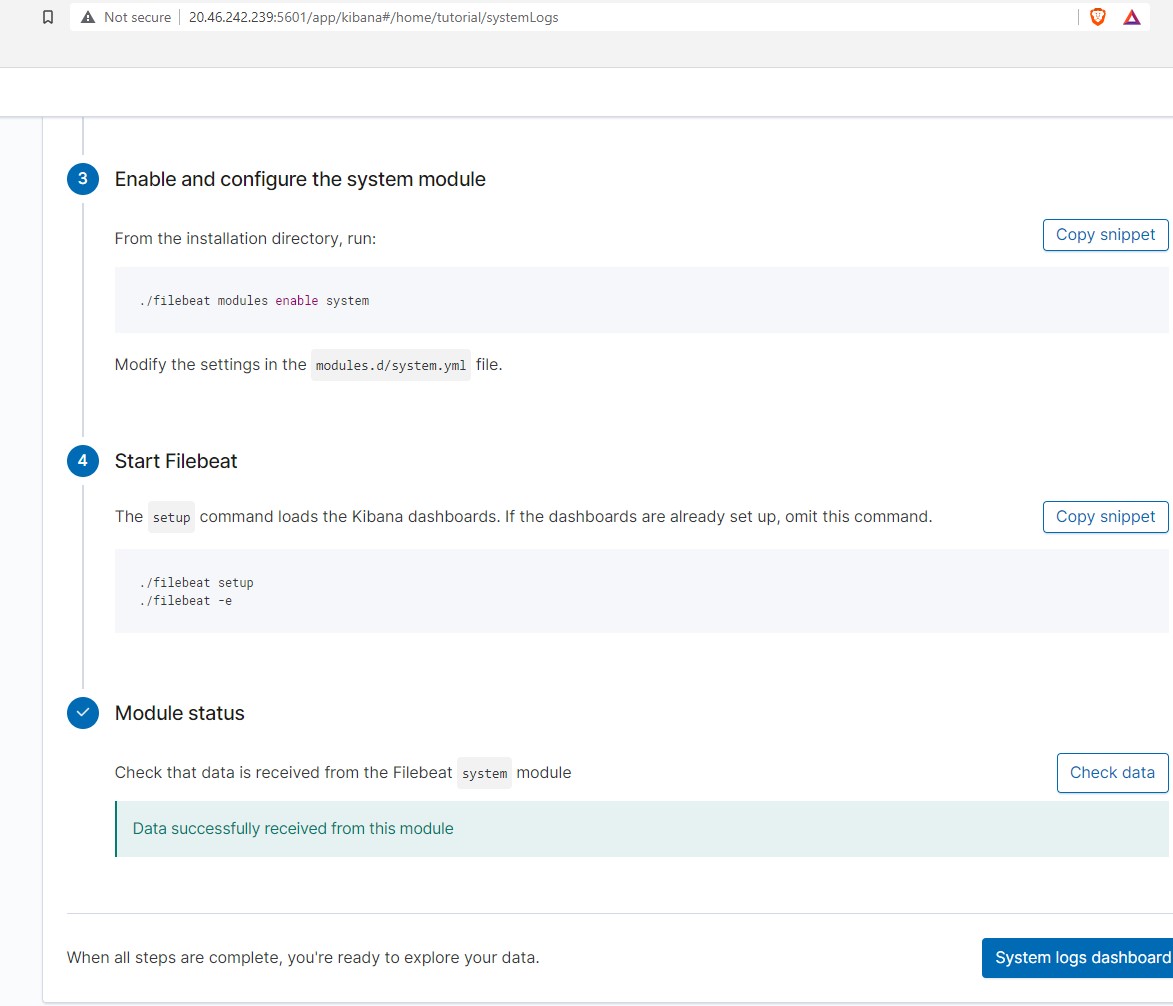 Not secure 20.46.242.239:5601/app/kibana#/home/tutorial/systemLogs
3 Enable and configure the system module
From the installation directory, run:
Copy snippet
./filebeat modules enable system
Modify the settings in the modules.d/system.yml file.
4 Start Filebeat
The setup command loads the Kibana dashboards. If the dashboards are already set up, omit this command.
Copy snippet
./filebeat setup
./filebeat -e
Module status
Check that data is received from the Filebeat system module
Check data
Data successfully received from this module
When all steps are complete, you're ready to explore your data.
System logs dashboard